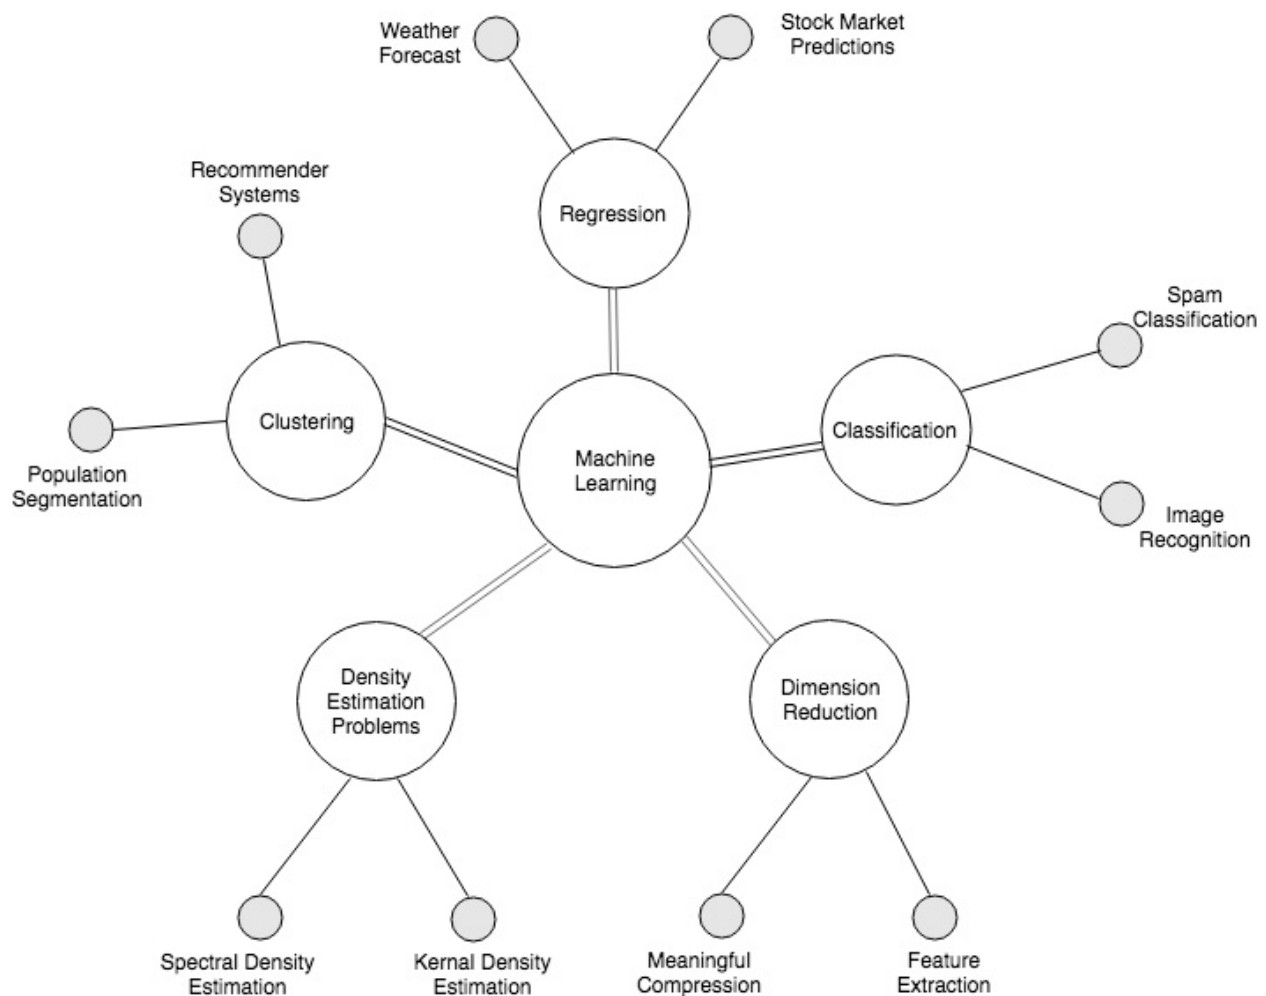 Weather
Forecast
Stock Market
Predictions
Regression
Recommender
Systems
Clustering
Population
Segmentation
Machine
Learning
Spam
Classification
Classification
Image
Recognition
Density
Estimation
Problems
Dimension
Reduction
Spectral Density
Estimation
Kernal Density
Estimation
Meaningful
Compression
Feature
Extraction